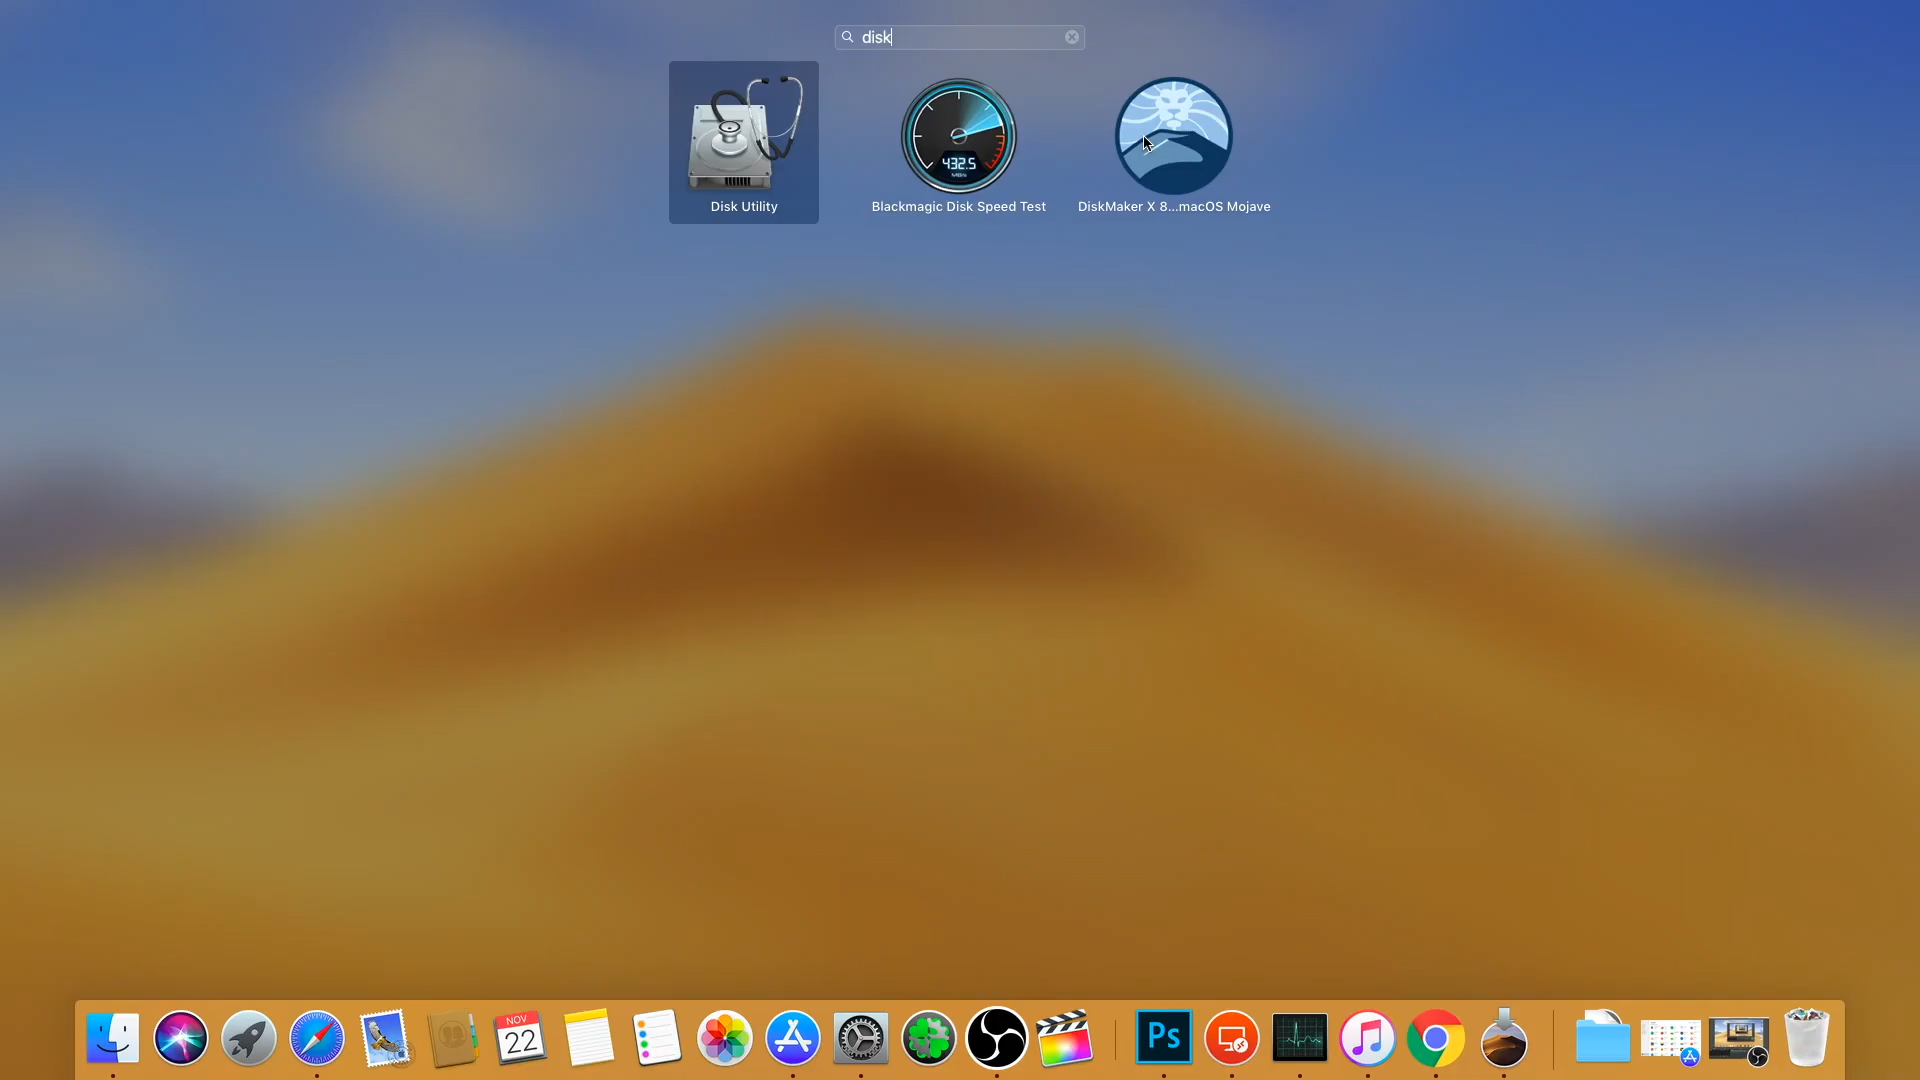 disk
Disk Utility
432.5
Blackmagic Disk Speed Test
DiskMaker X 8...macOS Mojave
NOV
22
Ps